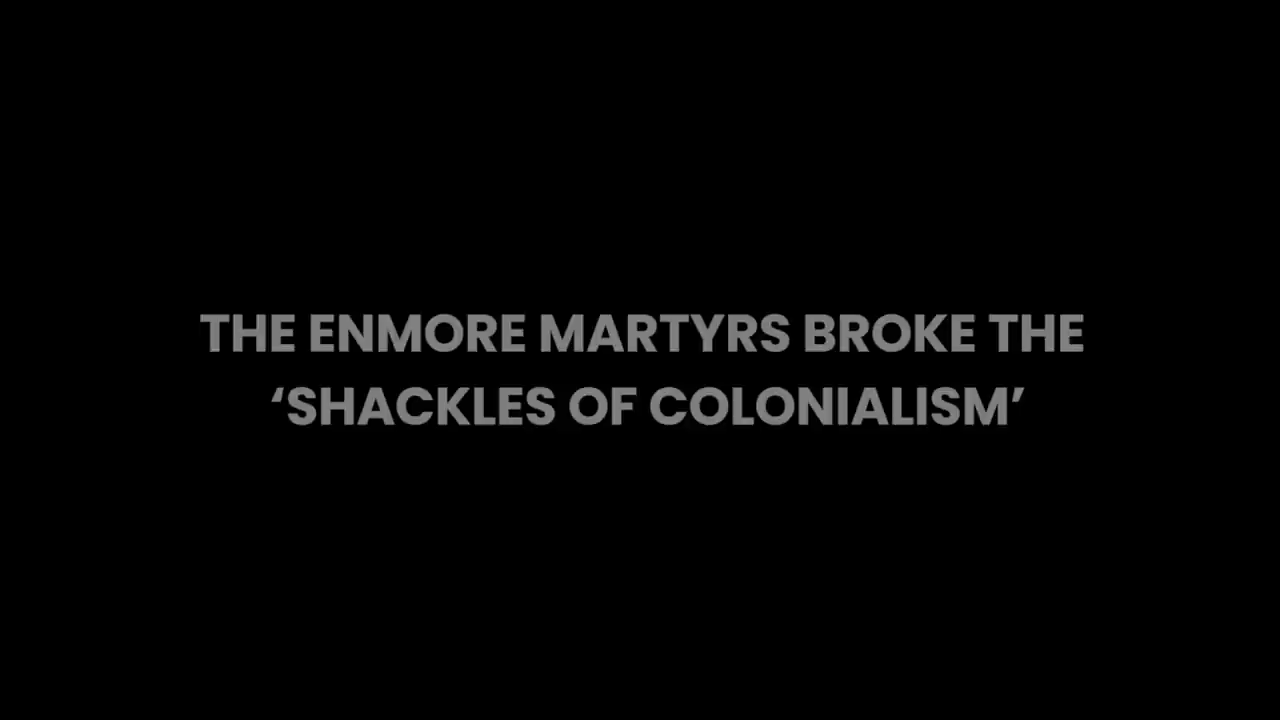 THE ENMORE MARTYRS BROKE THE
‘SHACKLES OF COLONIALISM’